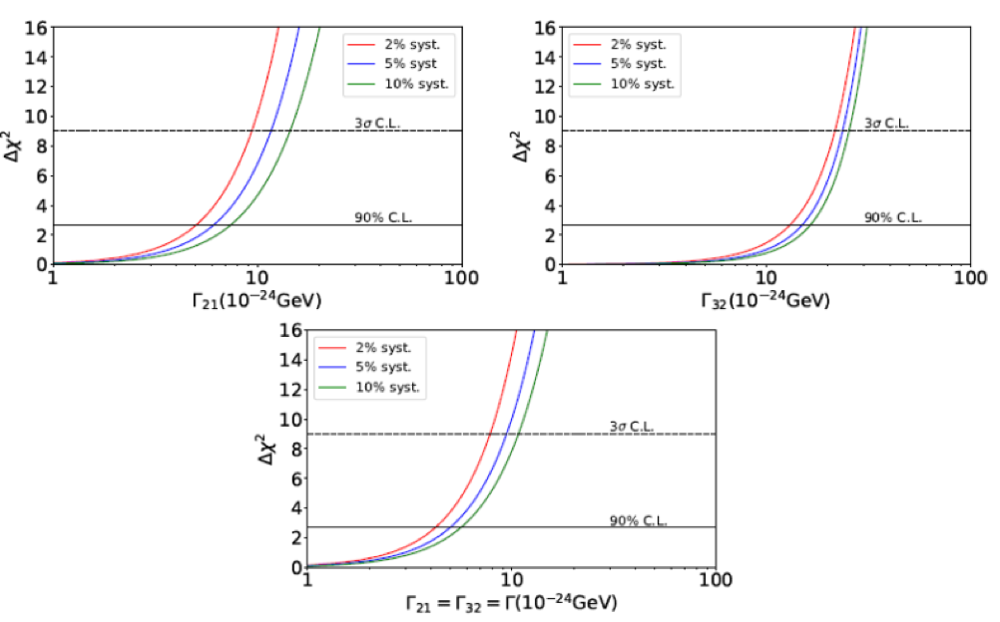 16
14
12
10
8
6
4
2
0
Δχ²
2% syst.
5% syst
10% syst.
3σ C.L.
90% C.L.
1
10
100
Γ₂₁(10⁻²⁴GeV)
16
14
12
10
8
6
4
2
0
Δχ²
2% syst.
5% syst.
10% syst.
3σ C.L.
90% C.L.
1
10
100
Γ₃₂(10⁻²⁴GeV)
16
14
12
10
8
6
4
2
0
Δχ²
2% syst.
5% syst.
10% syst.
3σ C.L.
90% C.L.
1
10
100
Γ₂₁ = Γ₃₂ = Γ(10⁻²⁴GeV)